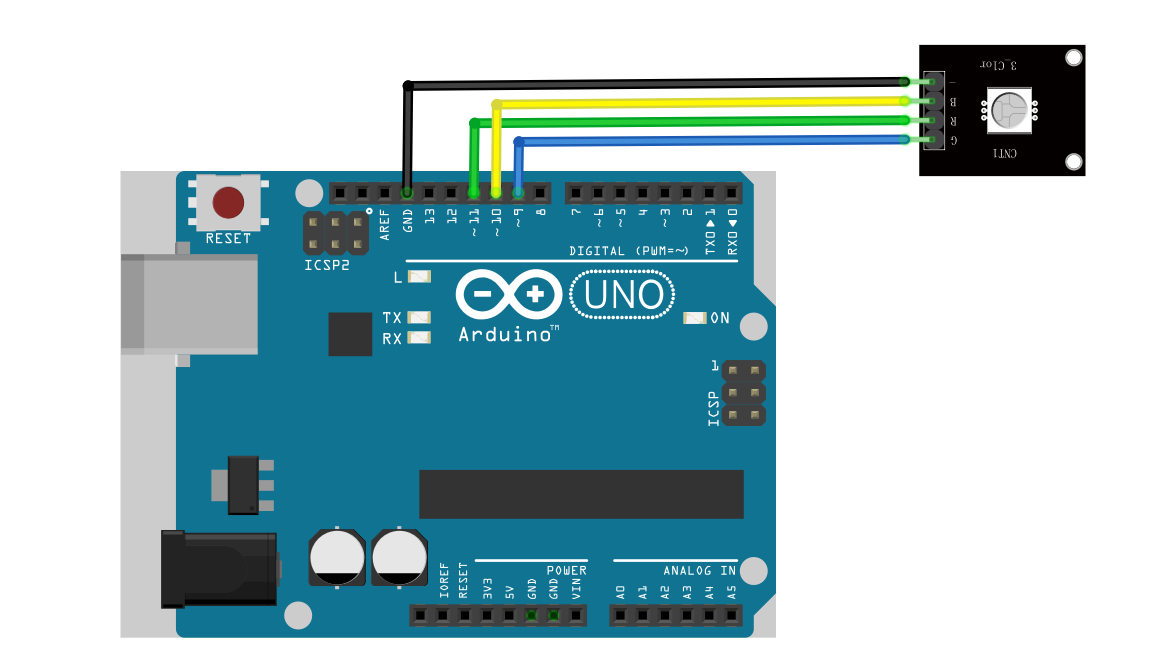 3_Clor
–
B
R
G
CNT1
RESET
ICSP2
AREF
GND
13
12
~11
~10
~9
8
7
~6
~5
4
~3
2
TX0▶1
RX0◀0
DIGITAL (PWM=~)
L
TX
RX
UNO
Arduino™
ON
1
ICSP
IOREF
RESET
3V3
5V
GND
GND
VIN
POWER
ANALOG IN
A0
A1
A2
A3
A4
A5